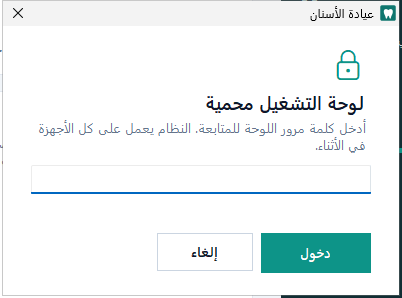 عيادة الأسنان
لوحة التشغيل محمية
أدخل كلمة مرور اللوحة للمتابعة. النظام يعمل على كل الأجهزة
في الأثناء.
دخول
إلغاء